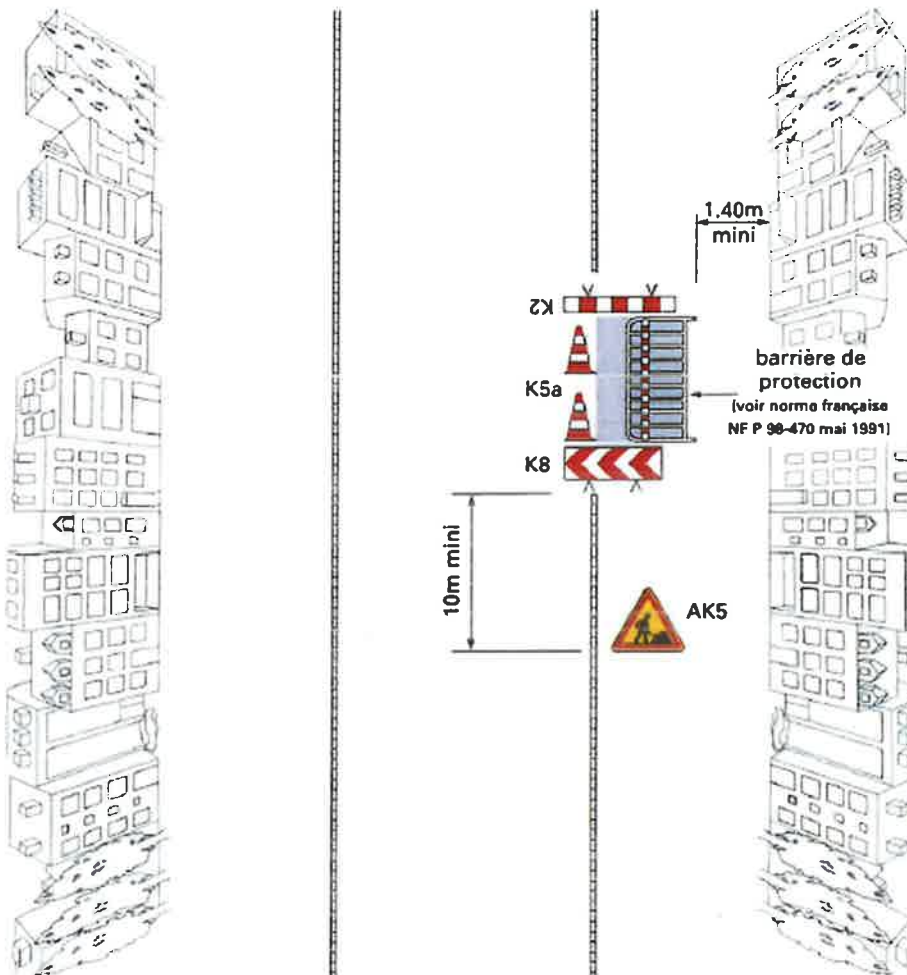 1.40m
mini
K2
K5a
barrière de
protection
(voir norme française
NF P 98-470 mai 1991)
K8
10m mini
AK5